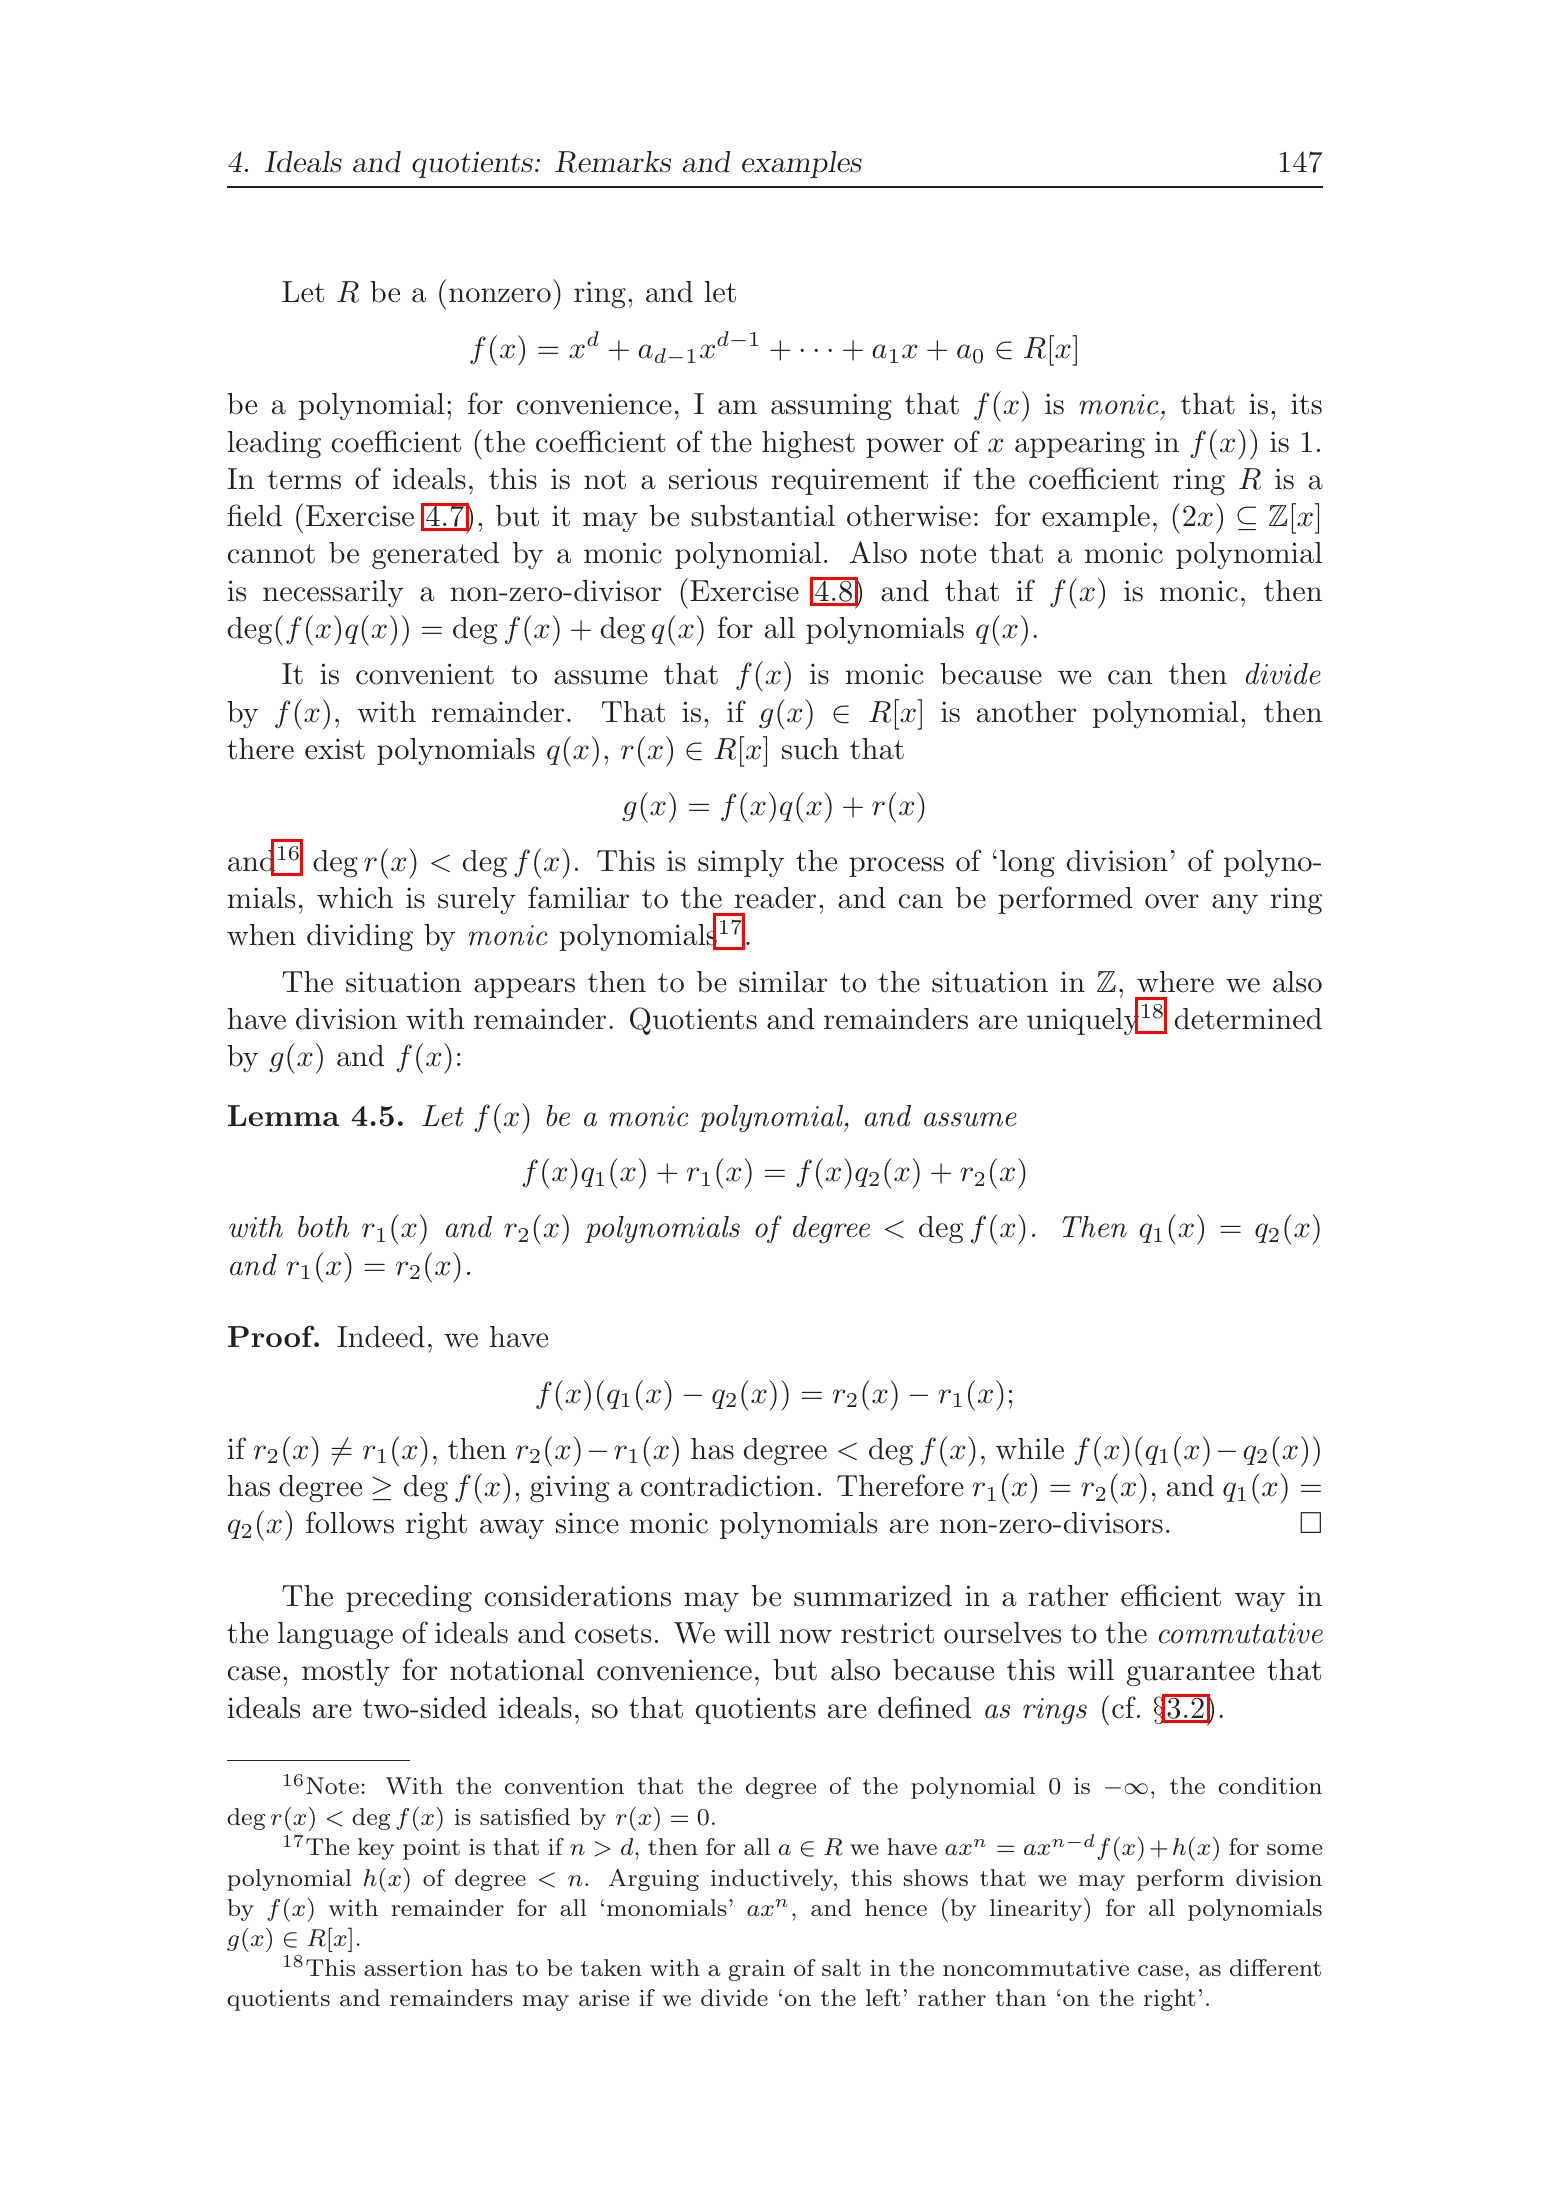 4. Ideals and quotients: Remarks and examples 147
Let R be a (nonzero) ring, and let
f(x) = x^d + a_{d−1}x^{d−1} + · · · + a_1x + a_0 ∈ R[x]
be a polynomial; for convenience, I am assuming that f(x) is monic, that is, its
leading coefficient (the coefficient of the highest power of x appearing in f(x)) is 1.
In terms of ideals, this is not a serious requirement if the coefficient ring R is a
field (Exercise 4.7), but it may be substantial otherwise: for example, (2x) ⊆ ℤ[x]
cannot be generated by a monic polynomial. Also note that a monic polynomial
is necessarily a non-zero-divisor (Exercise 4.8) and that if f(x) is monic, then
deg(f(x)q(x)) = deg f(x) + deg q(x) for all polynomials q(x).
It is convenient to assume that f(x) is monic because we can then divide
by f(x), with remainder. That is, if g(x) ∈ R[x] is another polynomial, then
there exist polynomials q(x), r(x) ∈ R[x] such that
g(x) = f(x)q(x) + r(x)
and^16 deg r(x) < deg f(x). This is simply the process of ‘long division’ of polyno-
mials, which is surely familiar to the reader, and can be performed over any ring
when dividing by monic polynomials^17.
The situation appears then to be similar to the situation in ℤ, where we also
have division with remainder. Quotients and remainders are uniquely^18 determined
by g(x) and f(x):
Lemma 4.5. Let f(x) be a monic polynomial, and assume
f(x)q_1(x) + r_1(x) = f(x)q_2(x) + r_2(x)
with both r_1(x) and r_2(x) polynomials of degree < deg f(x). Then q_1(x) = q_2(x)
and r_1(x) = r_2(x).
Proof. Indeed, we have
f(x)(q_1(x) − q_2(x)) = r_2(x) − r_1(x);
if r_2(x) ≠ r_1(x), then r_2(x)−r_1(x) has degree < deg f(x), while f(x)(q_1(x)−q_2(x))
has degree ≥ deg f(x), giving a contradiction. Therefore r_1(x) = r_2(x), and q_1(x) =
q_2(x) follows right away since monic polynomials are non-zero-divisors. □
The preceding considerations may be summarized in a rather efficient way in
the language of ideals and cosets. We will now restrict ourselves to the commutative
case, mostly for notational convenience, but also because this will guarantee that
ideals are two-sided ideals, so that quotients are defined as rings (cf. §3.2).
^16Note: With the convention that the degree of the polynomial 0 is −∞, the condition
deg r(x) < deg f(x) is satisfied by r(x) = 0.
^17The key point is that if n > d, then for all a ∈ R we have ax^n = ax^{n−d}f(x)+h(x) for some
polynomial h(x) of degree < n. Arguing inductively, this shows that we may perform division
by f(x) with remainder for all ‘monomials’ ax^n, and hence (by linearity) for all polynomials
g(x) ∈ R[x].
^18This assertion has to be taken with a grain of salt in the noncommutative case, as different
quotients and remainders may arise if we divide ‘on the left’ rather than ‘on the right’.